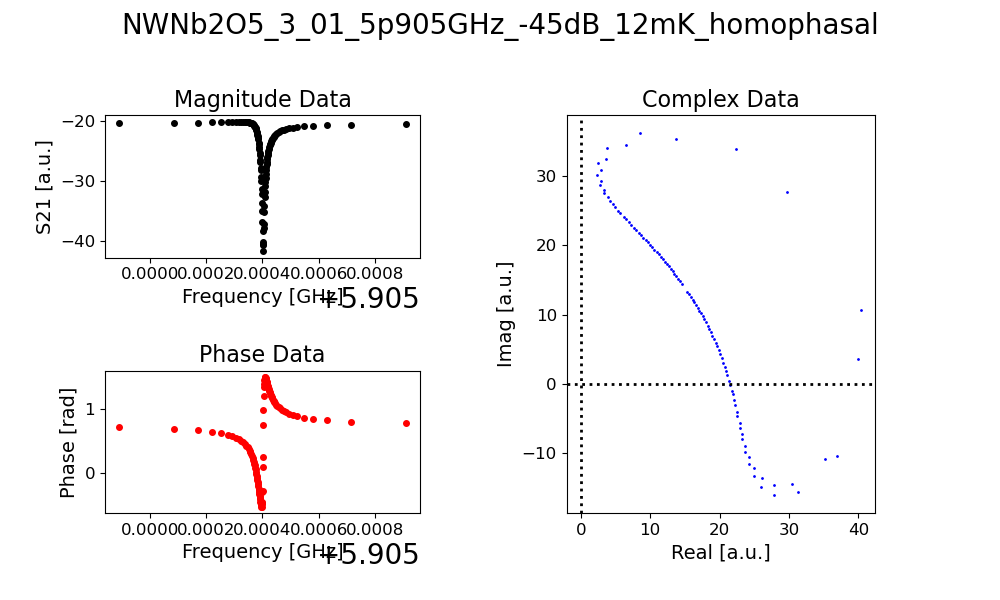 NWNb2O5_3_01_5p905GHz_-45dB_12mK_homophasal
Magnitude Data
S21 [a.u.]
−20
−30
−40
0.0000 0.0002 0.0004 0.0006 0.0008
Frequency [GHz]
+5.905
Phase Data
Phase [rad]
1
0
0.0000 0.0002 0.0004 0.0006 0.0008
Frequency [GHz]
+5.905
Complex Data
Imag [a.u.]
30
20
10
0
−10
0 10 20 30 40
Real [a.u.]